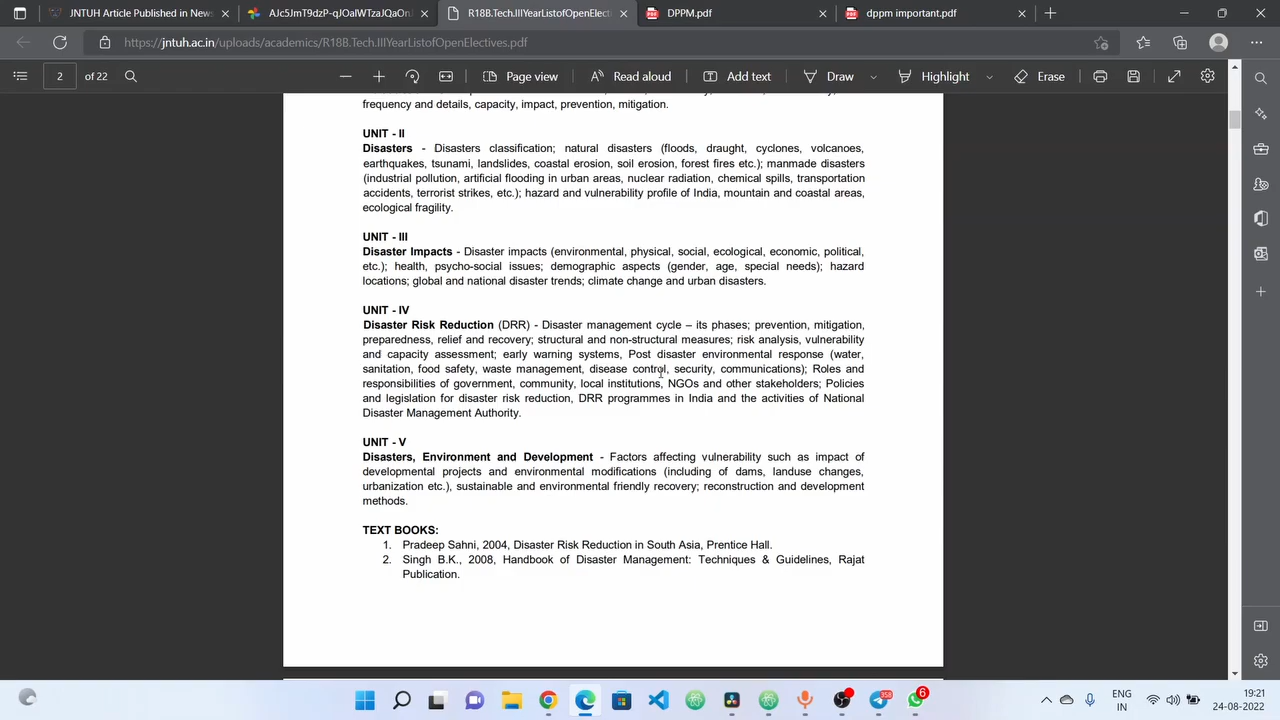 JNTUH Article Published in News
AJc5JmT9dzP-qJOalWTzaJQaOn
R18B.Tech.IIIYearListofOpenElecti
DPPM.pdf
dppm important.pdf
https://jntuh.ac.in/uploads/academics/R18B.Tech.IIIYearListofOpenElectives.pdf
2 of 22
Page view
Read aloud
Add text
Draw
Highlight
Erase
frequency and details, capacity, impact, prevention, mitigation.
UNIT - II
Disasters - Disasters classification; natural disasters (floods, draught, cyclones, volcanoes,
earthquakes, tsunami, landslides, coastal erosion, soil erosion, forest fires etc.); manmade disasters
(industrial pollution, artificial flooding in urban areas, nuclear radiation, chemical spills, transportation
accidents, terrorist strikes, etc.); hazard and vulnerability profile of India, mountain and coastal areas,
ecological fragility.
UNIT - III
Disaster Impacts - Disaster impacts (environmental, physical, social, ecological, economic, political,
etc.); health, psycho-social issues; demographic aspects (gender, age, special needs); hazard
locations; global and national disaster trends; climate change and urban disasters.
UNIT - IV
Disaster Risk Reduction (DRR) - Disaster management cycle – its phases; prevention, mitigation,
preparedness, relief and recovery; structural and non-structural measures; risk analysis, vulnerability
and capacity assessment; early warning systems, Post disaster environmental response (water,
sanitation, food safety, waste management, disease control, security, communications); Roles and
responsibilities of government, community, local institutions, NGOs and other stakeholders; Policies
and legislation for disaster risk reduction, DRR programmes in India and the activities of National
Disaster Management Authority.
UNIT - V
Disasters, Environment and Development - Factors affecting vulnerability such as impact of
developmental projects and environmental modifications (including of dams, landuse changes,
urbanization etc.), sustainable and environmental friendly recovery; reconstruction and development
methods.
TEXT BOOKS:
1. Pradeep Sahni, 2004, Disaster Risk Reduction in South Asia, Prentice Hall.
2. Singh B.K., 2008, Handbook of Disaster Management: Techniques & Guidelines, Rajat
Publication.
358
6
ENG
IN
19:21
24-08-2022